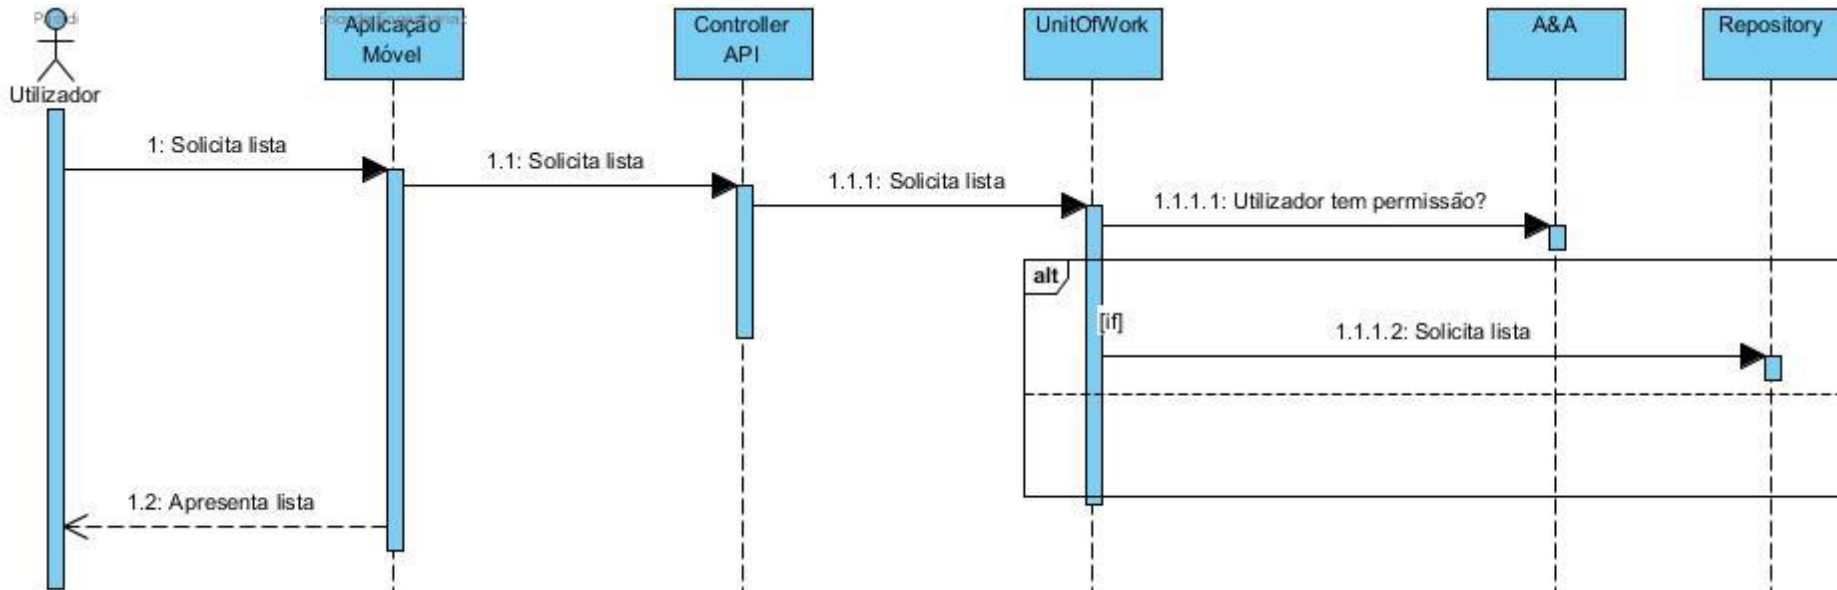 Aplicação
Móvel
Controller
API
UnitOfWork
A&A
Repository
Utilizador
1: Solicita lista
1.1: Solicita lista
1.1.1: Solicita lista
1.1.1.1: Utilizador tem permissão?
alt
[if]
1.1.1.2: Solicita lista
1.2: Apresenta lista